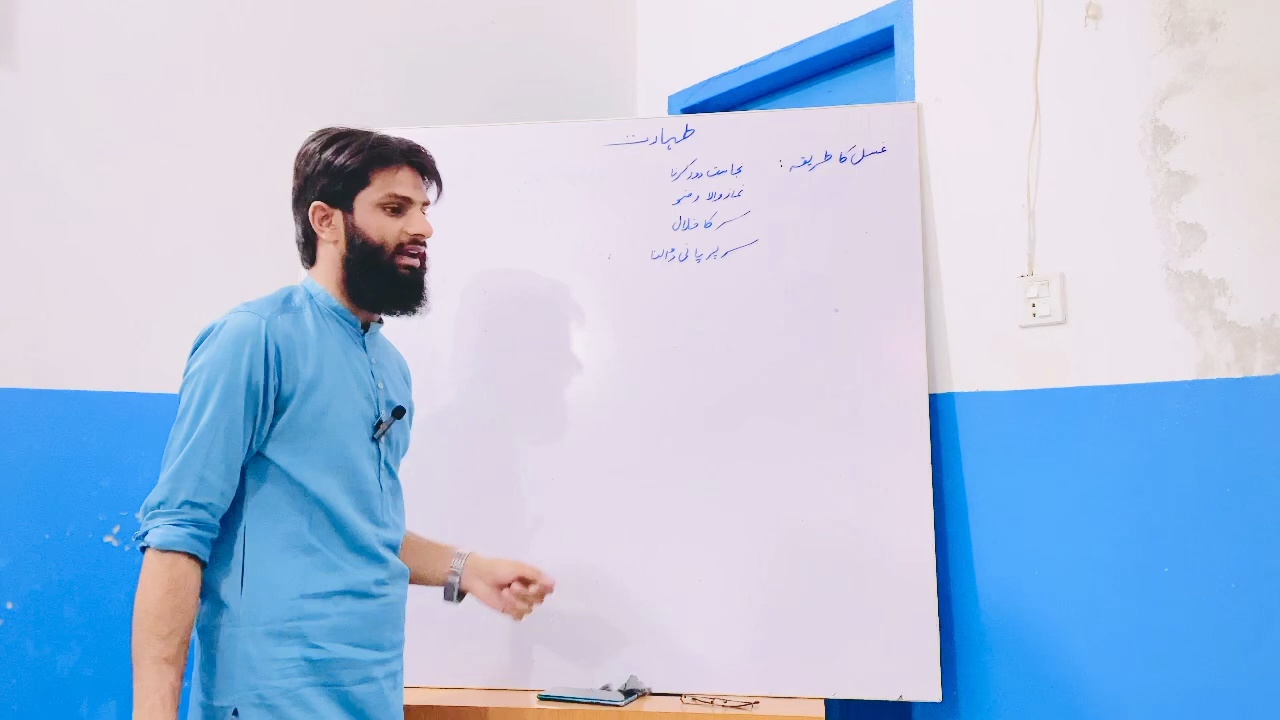 طہارت
غسل کا طریقہ :
نجاست دور کرنا
نماز والا وضو
سر کا خلال
سر پر پانی ڈالنا